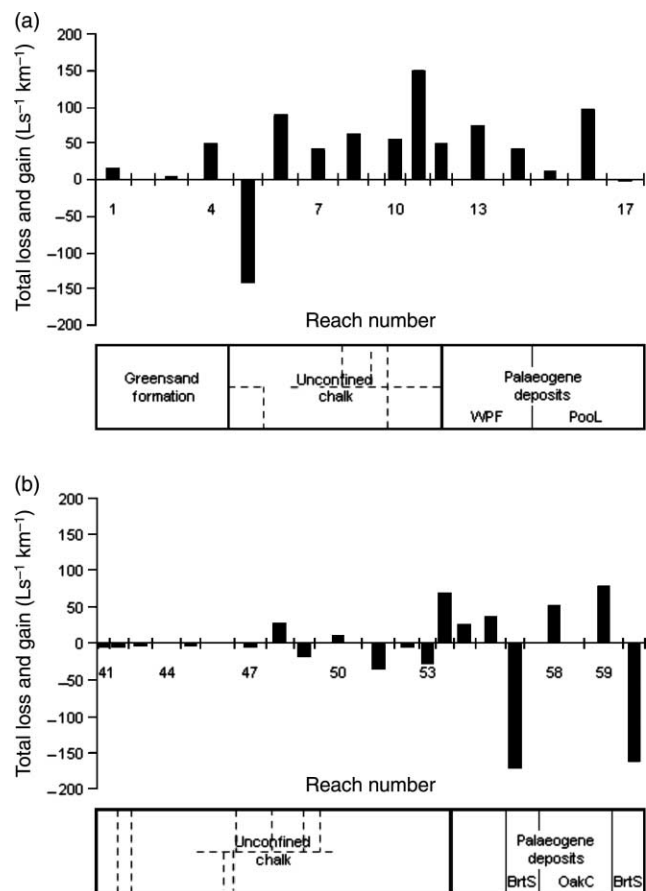 (a)
Total loss and gain (Ls⁻¹ km⁻¹)
200
150
100
50
0
−50
−100
−150
−200
1 4 7 10 13 17
Reach number
Greensand
formation
Unconfined
chalk
Palaeogene
deposits
WPF PooL
(b)
Total loss and gain (Ls⁻¹ km⁻¹)
200
150
100
50
0
−50
−100
−150
−200
41 44 47 50 53 58 59
Reach number
Unconfined
chalk
Palaeogene
deposits
BrtS OakC BrtS